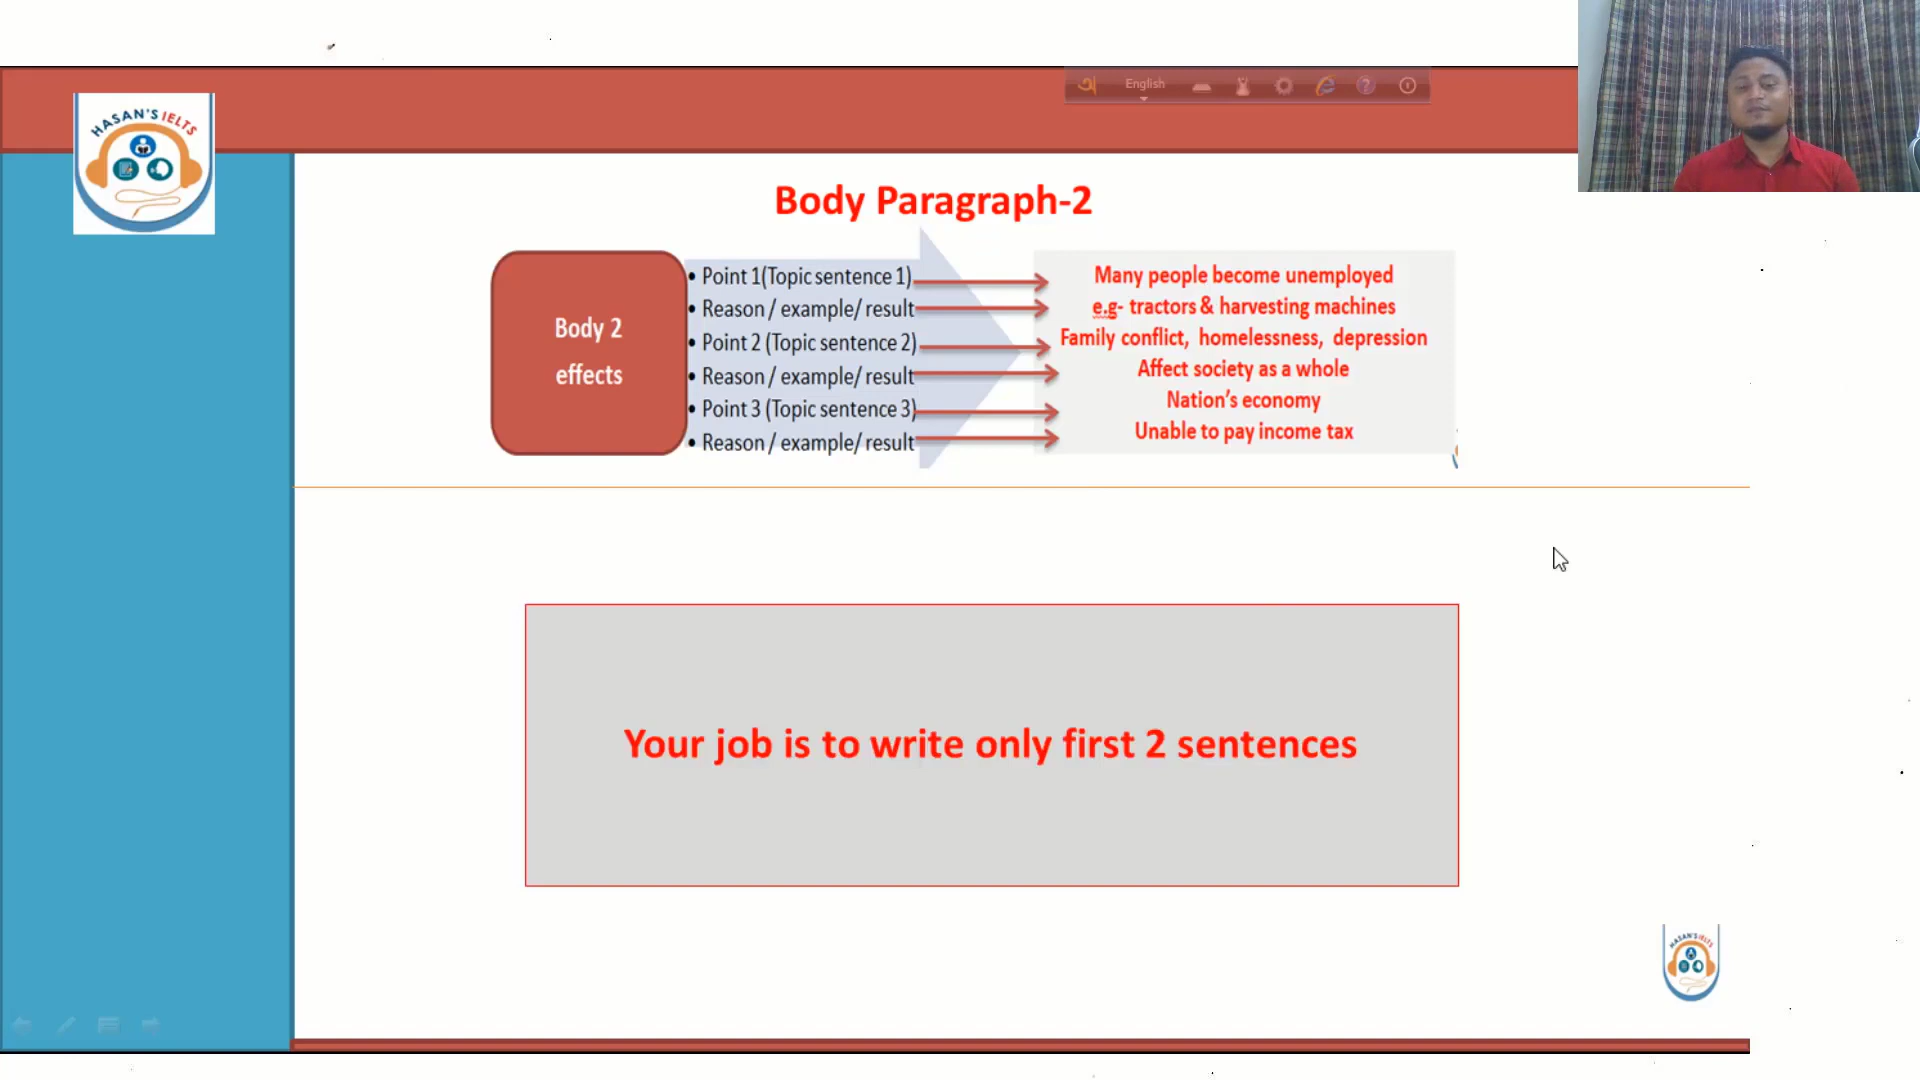 অ English
HASAN'S IELTS
Body Paragraph-2
Body 2
effects
• Point 1(Topic sentence 1)
• Reason / example/ result
• Point 2 (Topic sentence 2)
• Reason / example/ result
• Point 3 (Topic sentence 3)
• Reason / example/ result
Many people become unemployed
e.g- tractors & harvesting machines
Family conflict, homelessness, depression
Affect society as a whole
Nation's economy
Unable to pay income tax
Your job is to write only first 2 sentences
HASAN'S IELTS